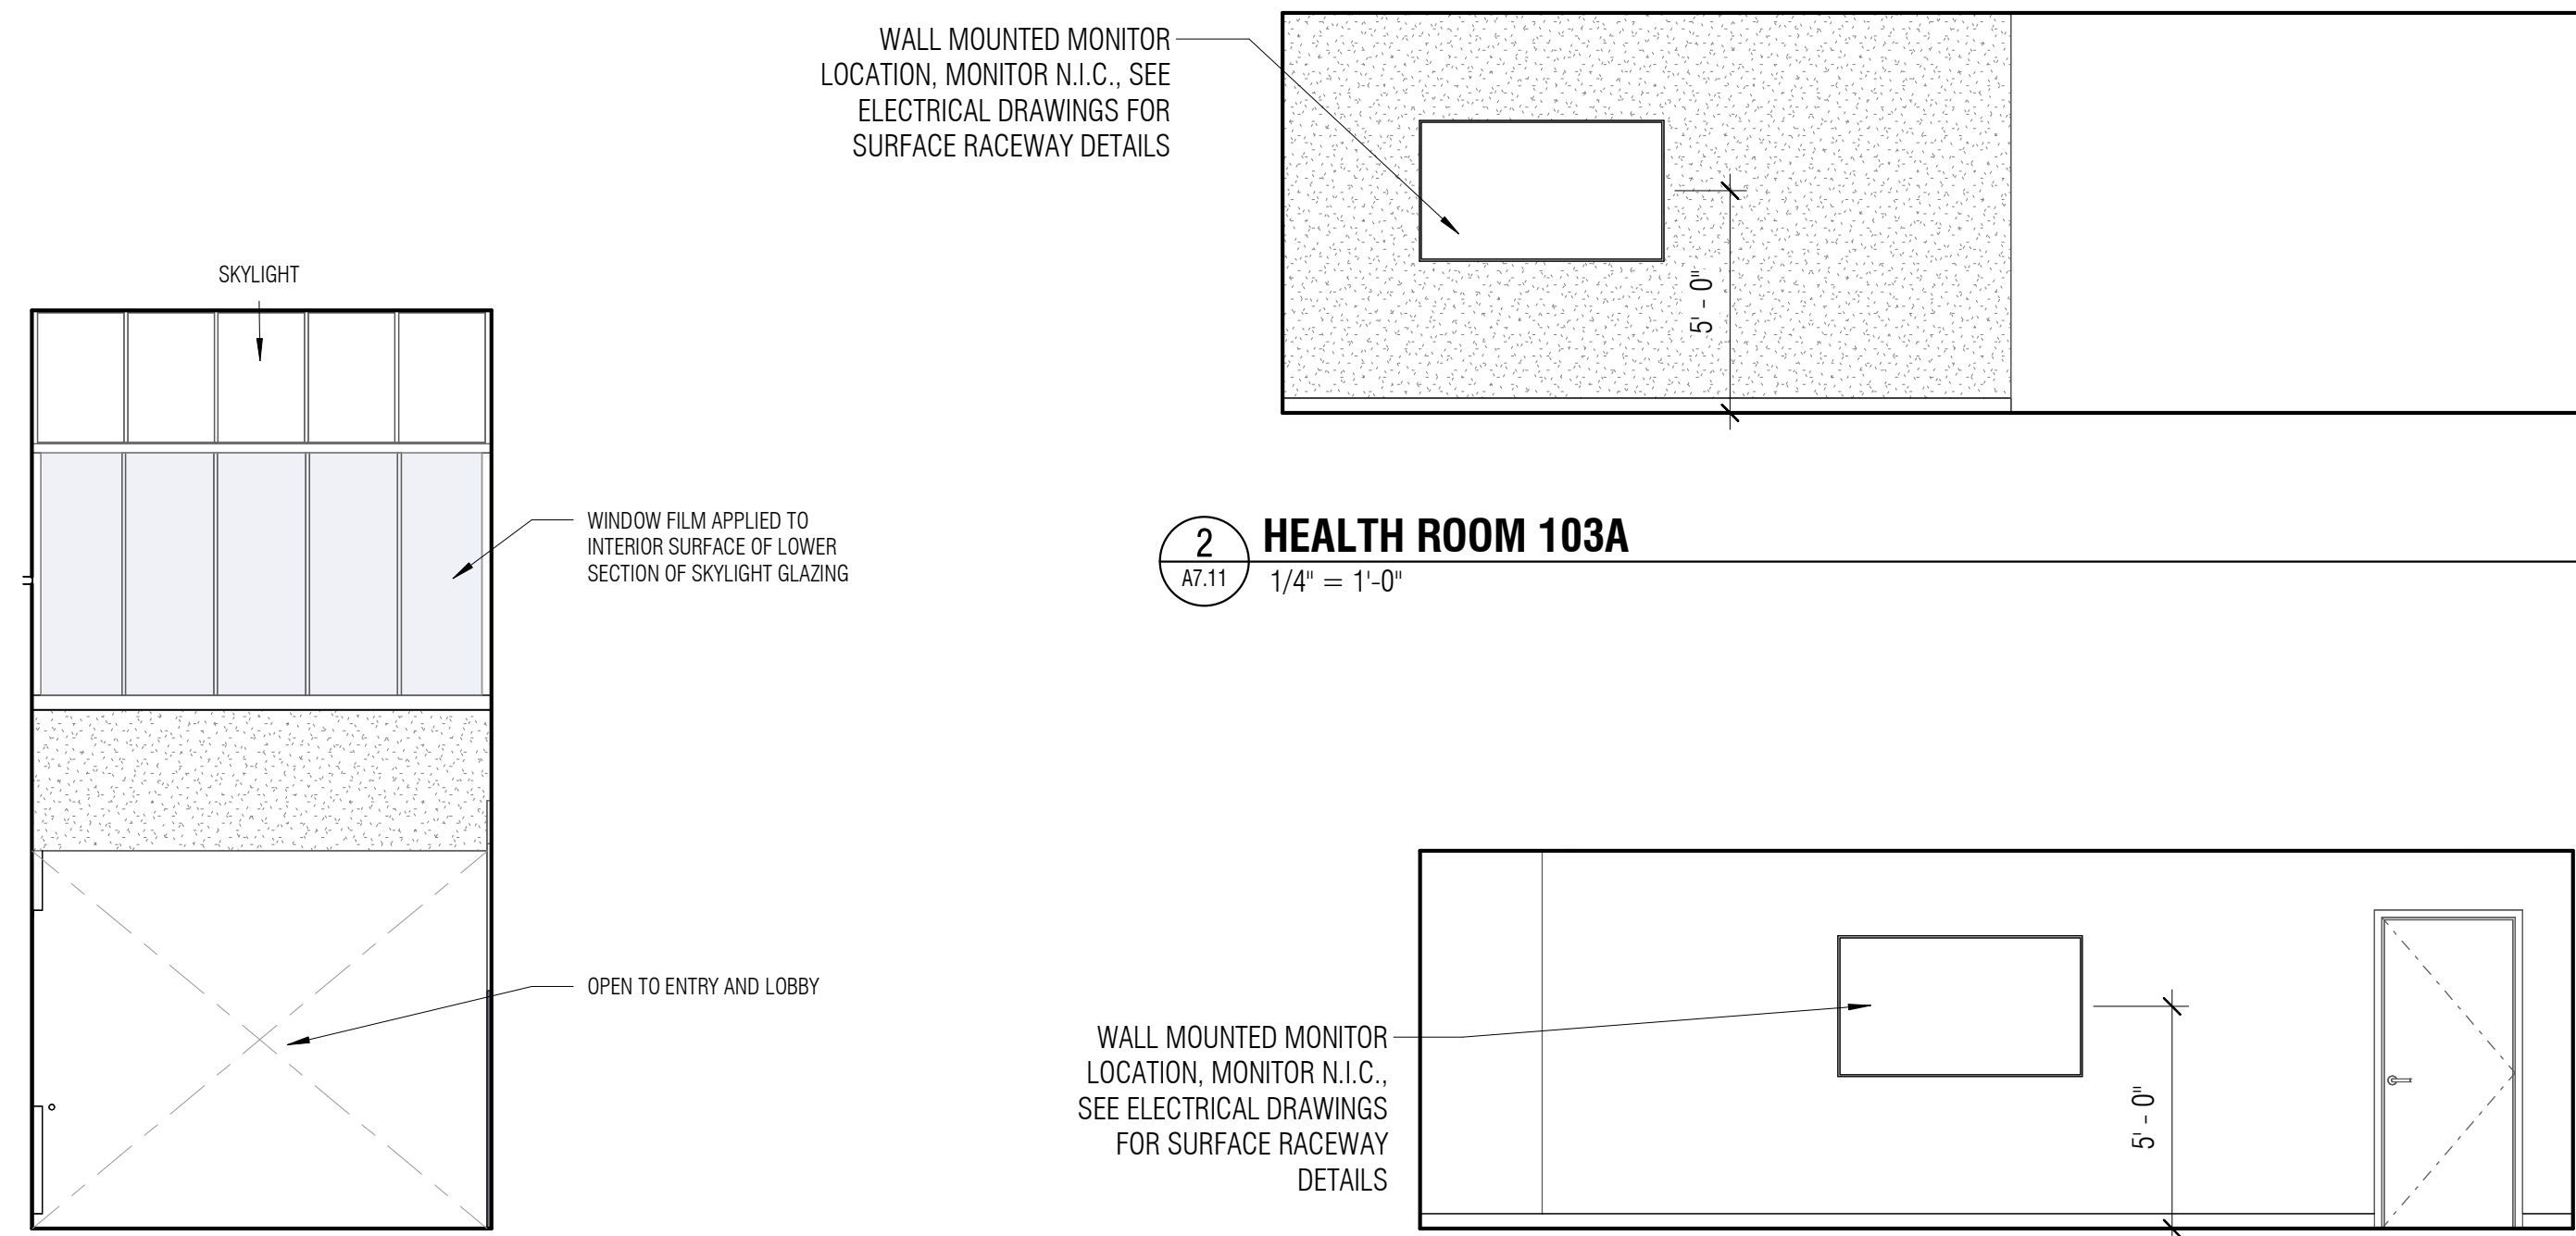 WALL MOUNTED MONITOR
LOCATION, MONITOR N.I.C., SEE
ELECTRICAL DRAWINGS FOR
SURFACE RACEWAY DETAILS
5' - 0"
SKYLIGHT
WINDOW FILM APPLIED TO
INTERIOR SURFACE OF LOWER
SECTION OF SKYLIGHT GLAZING
2
HEALTH ROOM 103A
A7.11
1/4" = 1'-0"
OPEN TO ENTRY AND LOBBY
WALL MOUNTED MONITOR
LOCATION, MONITOR N.I.C.,
SEE ELECTRICAL DRAWINGS
FOR SURFACE RACEWAY
DETAILS
5' - 0"